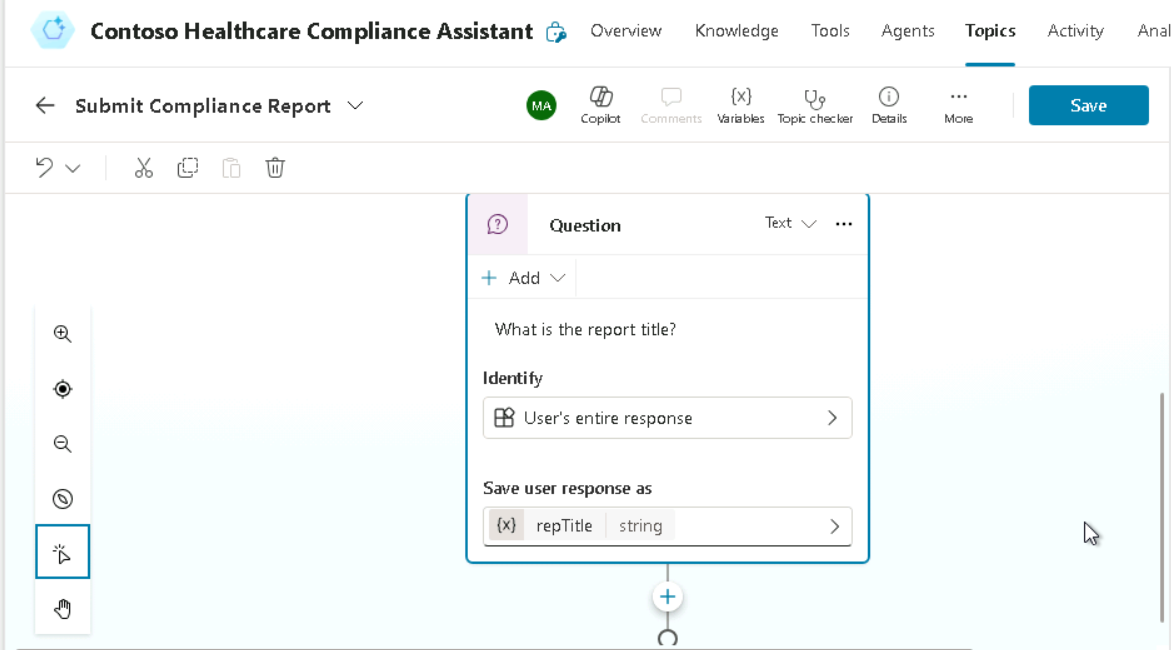 Contoso Healthcare Compliance Assistant Overview Knowledge Tools Agents Topics Activity Anal
Submit Compliance Report MA Copilot Comments {x} Variables Topic checker Details More Save
Question Text
+ Add
What is the report title?
Identify
User's entire response
Save user response as
{x} repTitle string